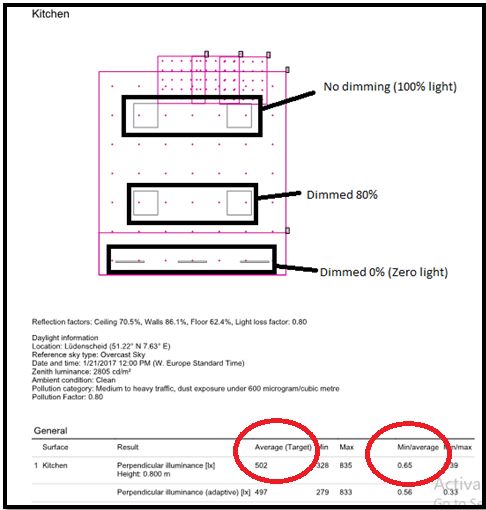 Kitchen
No dimming (100% light)
Dimmed 80%
Dimmed 0% (Zero light)
Reflection factors: Ceiling 70.5%, Walls 86.1%, Floor 62.4%, Light loss factor: 0.80
Daylight information
Location: Lüdenscheid (51.22° N 7.63° E)
Reference sky type: Overcast Sky
Date and time: 1/21/2017 12:00 PM (W. Europe Standard Time)
Zenith luminance: 2805 cd/m²
Ambient condition: Clean
Pollution category: Medium to heavy traffic, dust exposure under 600 microgram/cubic metre
Pollution Factor: 0.80
General
Surface Result Average (Target) Min Max Min/average Min/max
1 Kitchen Perpendicular illuminance [lx] 502 328 835 0.65 .39
Height: 0.800 m
Perpendicular illuminance (adaptive) [lx] 497 279 833 0.56 0.33
Activa
Go to Se